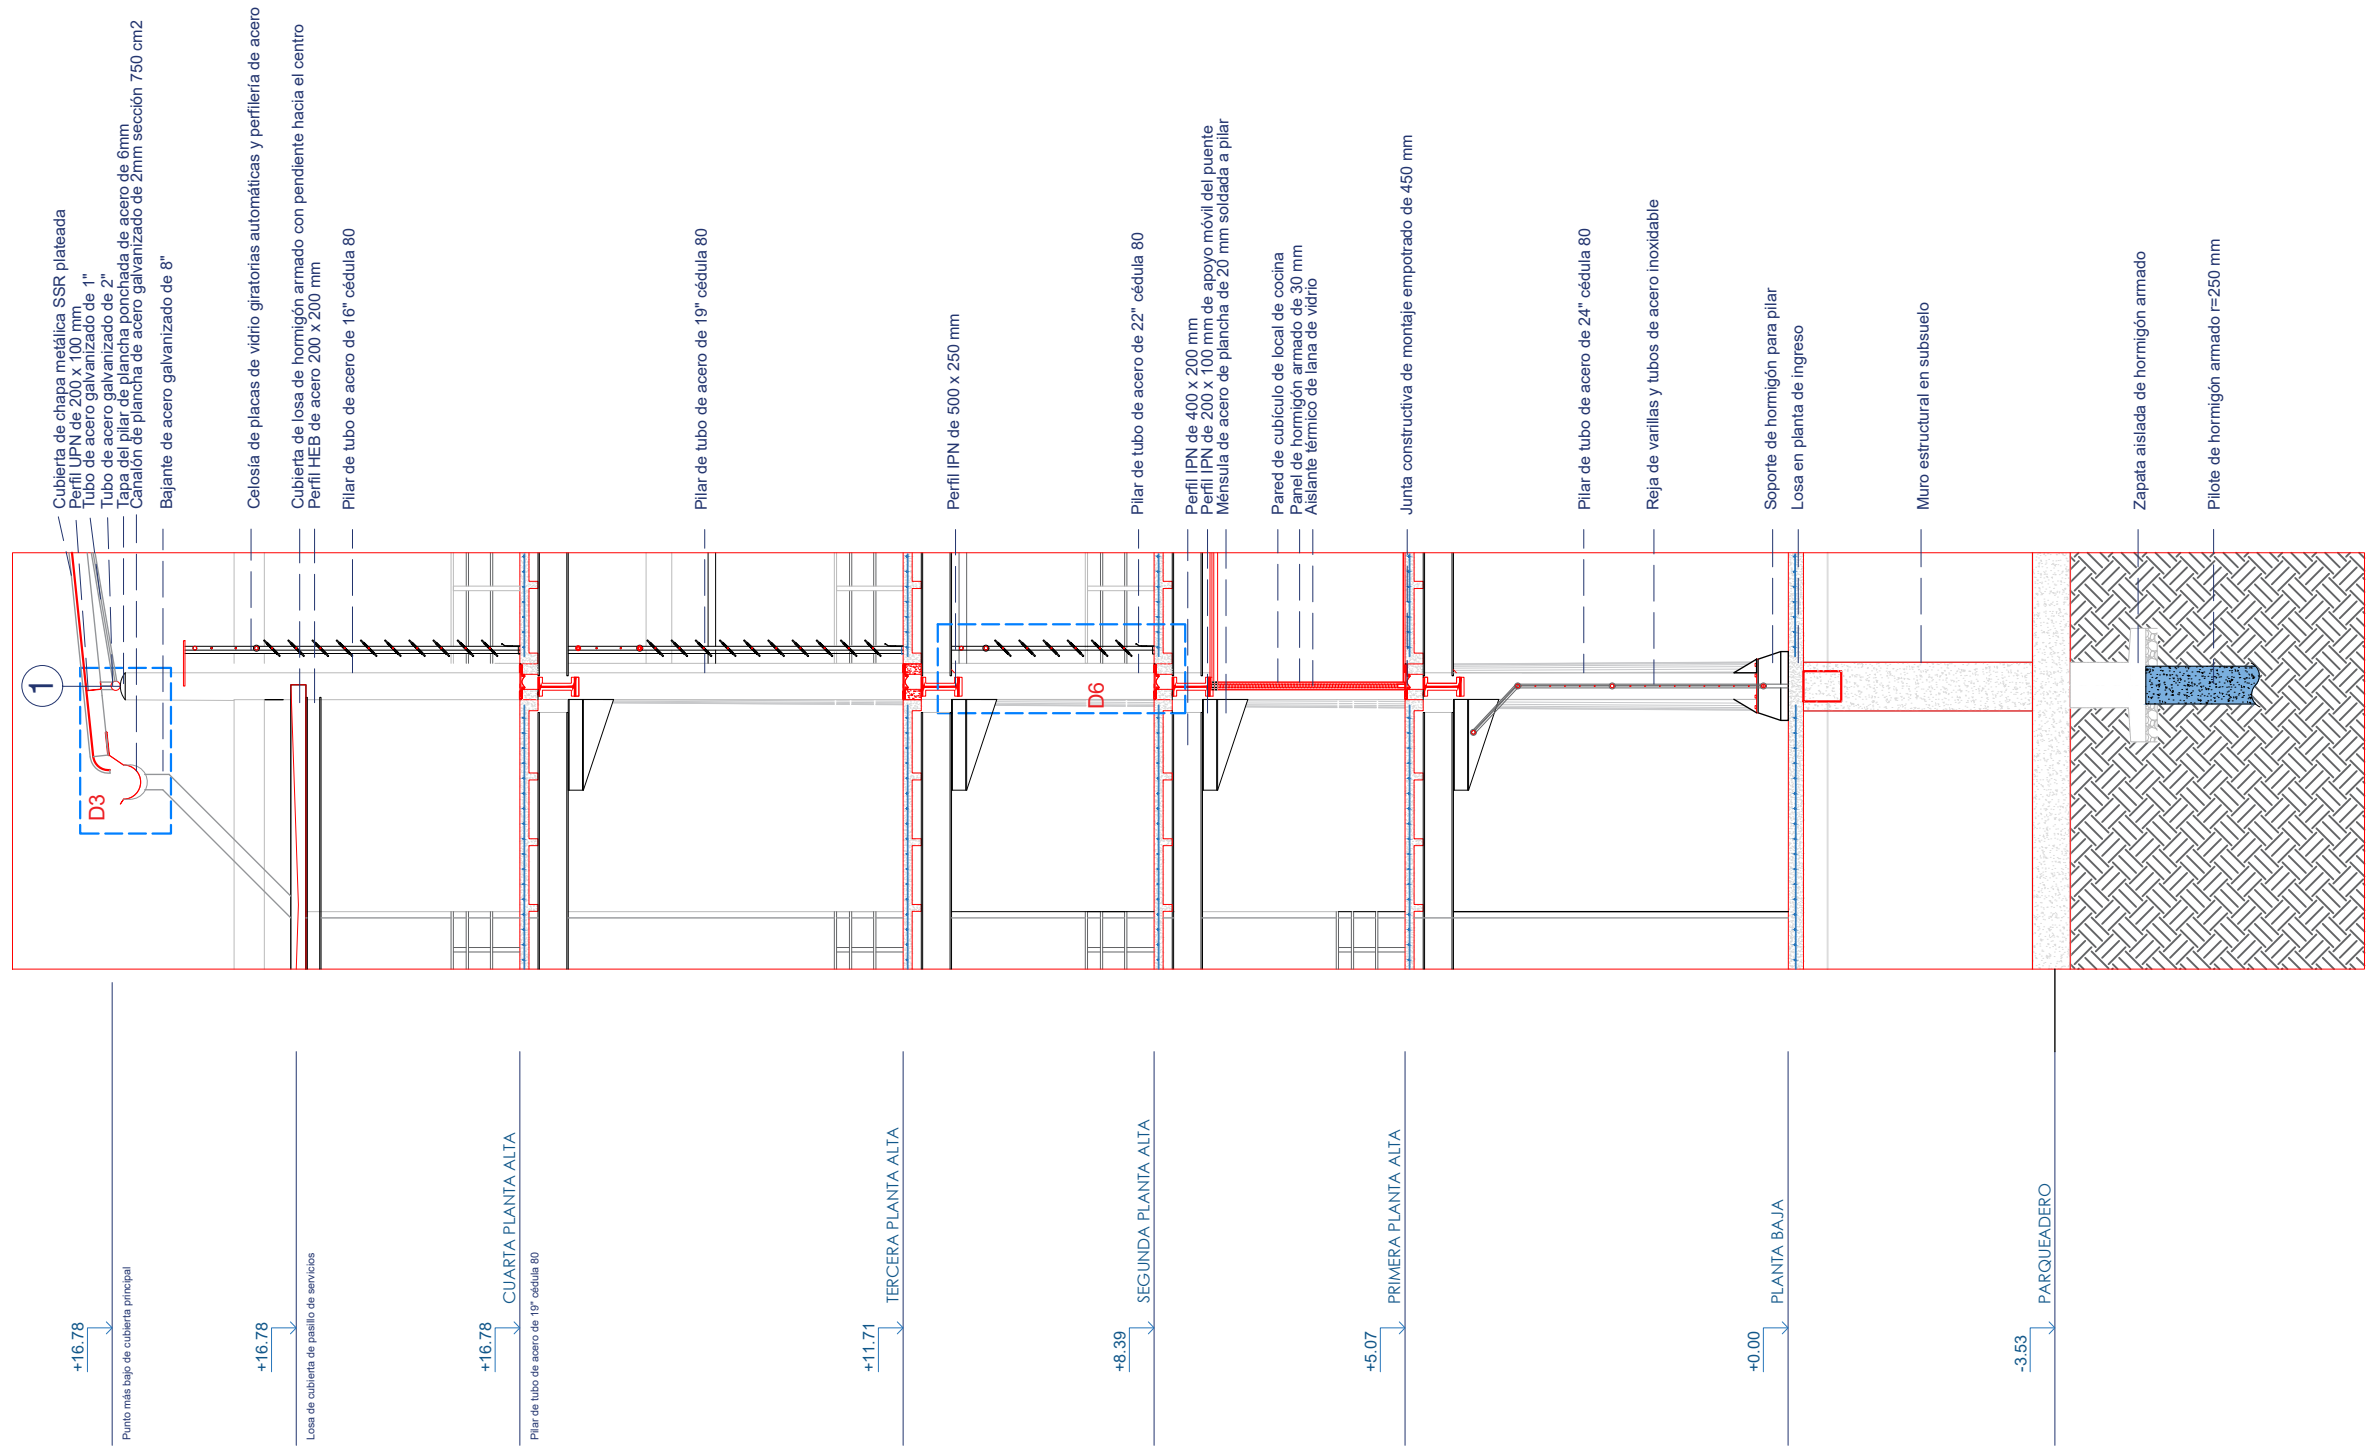 1
Cubierta de chapa metálica SSR plateada
Perfil UPN de 200 x 100 mm
Tubo de acero galvanizado de 1"
Tubo de acero galvanizado de 2"
Tapa del pilar de plancha ponchada de acero de 6mm
Canalón de plancha de acero galvanizado de 2mm sección 750 cm2
Bajante de acero galvanizado de 8"
Celosía de placas de vidrio giratorias automáticas y perfilería de acero
Cubierta de losa de hormigón armado con pendiente hacia el centro
Perfil HEB de acero 200 x 200 mm
Pilar de tubo de acero de 16" cédula 80
Pilar de tubo de acero de 19" cédula 80
Perfil IPN de 500 x 250 mm
Pilar de tubo de acero de 22" cédula 80
Perfil IPN de 400 x 200 mm
Perfil IPN de 200 x 100 mm de apoyo móvil del puente
Ménsula de acero de plancha de 20 mm soldada a pilar
Pared de cubículo de local de cocina
Panel de hormigón armado de 30 mm
Aislante térmico de lana de vidrio
Junta constructiva de montaje empotrado de 450 mm
Pilar de tubo de acero de 24" cédula 80
Reja de varillas y tubos de acero inoxidable
Soporte de hormigón para pilar
Losa en planta de ingreso
Muro estructural en subsuelo
Zapata aislada de hormigón armado
Pilote de hormigón armado r=250 mm
D3
D6
+16.78
Punto más bajo de cubierta principal
+16.78
Losa de cubierta de pasillo de servicios
+16.78
CUARTA PLANTA ALTA
Pilar de tubo de acero de 19" cédula 80
+11.71
TERCERA PLANTA ALTA
+8.39
SEGUNDA PLANTA ALTA
+5.07
PRIMERA PLANTA ALTA
+0.00
PLANTA BAJA
-3.53
PARQUEADERO